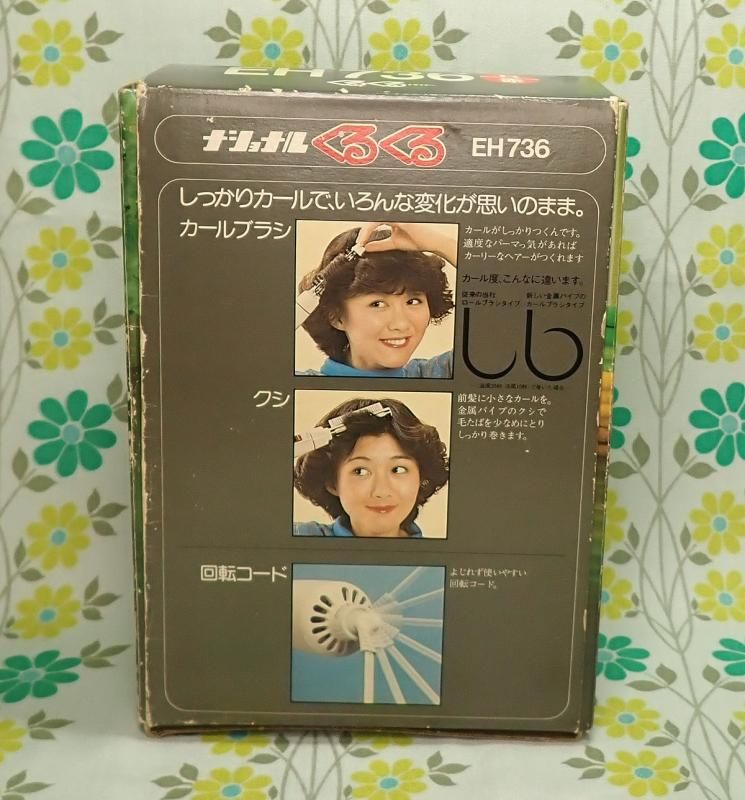 EH736
くるくる
ナショナル くるくる EH736
しっかりカールで、いろんな変化が思いのまま。
カールブラシ
カールがしっかりつくんです。
適度なパーマっ気があれば
カーリーなヘアーがつくれます
カール度、こんなに違います。
従来の当社
ロールブラシタイプ
新しい金属パイプの
カールブラシタイプ
クシ
前髪に小さなカールを。
金属パイプのクシで
毛たばを少なめにとり
しっかり巻きます。
回転コード
よじれず使いやすい
回転コード。